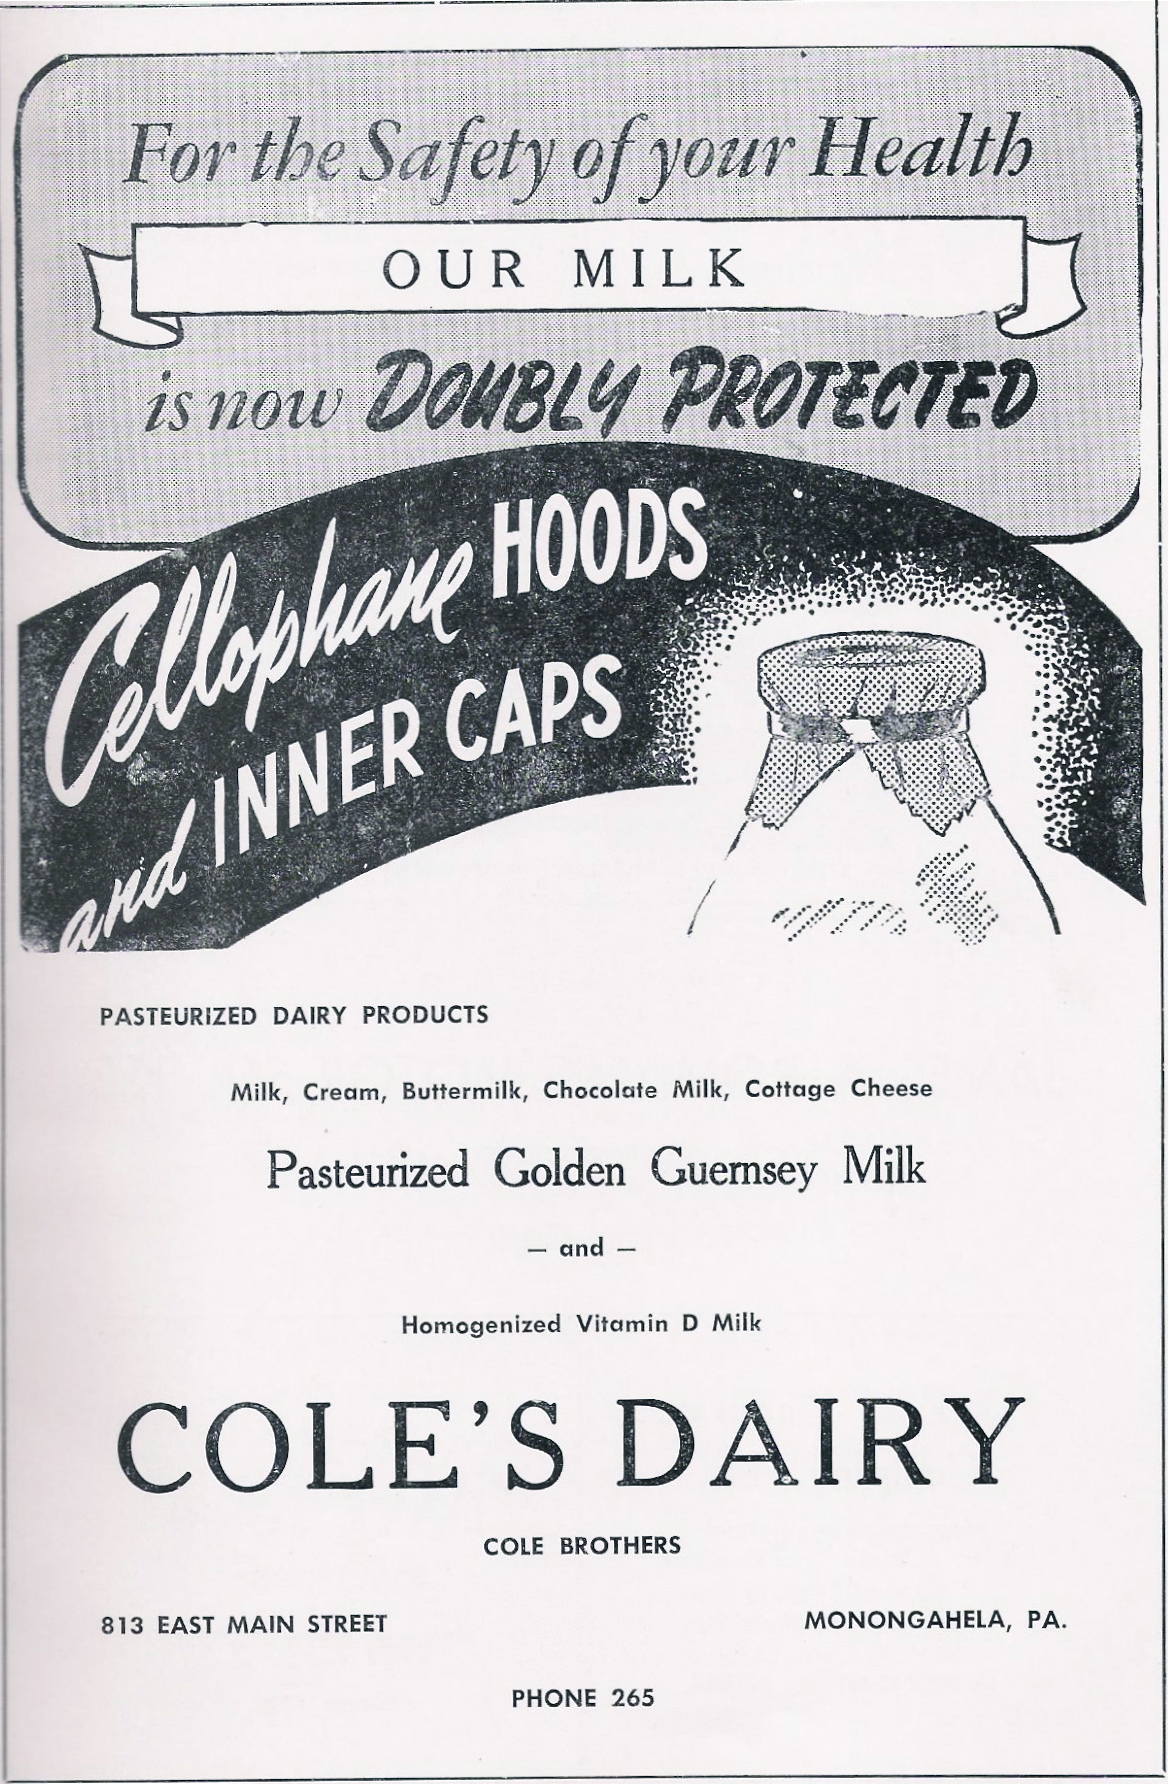 For the Safety of your Health
OUR MILK
is now DOUBLY PROTECTED
Cellophane HOODS
and INNER CAPS
PASTEURIZED DAIRY PRODUCTS
Milk, Cream, Buttermilk, Chocolate Milk, Cottage Cheese
Pasteurized Golden Guernsey Milk
— and —
Homogenized Vitamin D Milk
COLE'S DAIRY
COLE BROTHERS
813 EAST MAIN STREET
MONONGAHELA, PA.
PHONE 265